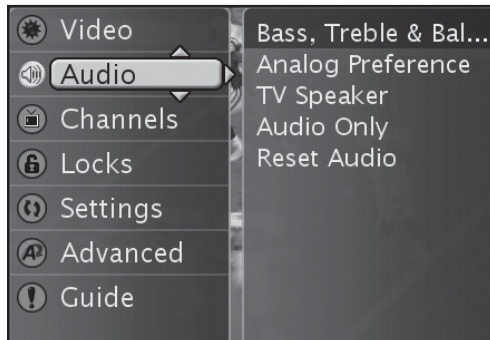 Video
Audio
Channels
Locks
Settings
Advanced
Guide
Bass, Treble & Bal...
Analog Preference
TV Speaker
Audio Only
Reset Audio